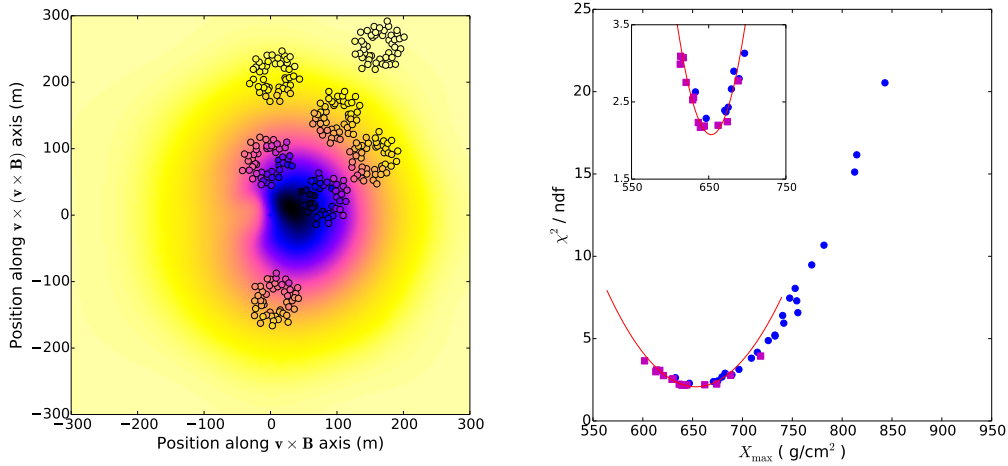 300
200
100
0
−100
−200
−300
−300 −200 −100 0 100 200 300
Position along v × (v × B) axis (m)
Position along v × B axis (m)
25
20
15
10
5
0
χ² / ndf
550 600 650 700 750 800 850 900 950
X_max ( g/cm² )
3.5
2.5
1.5
550 650 750